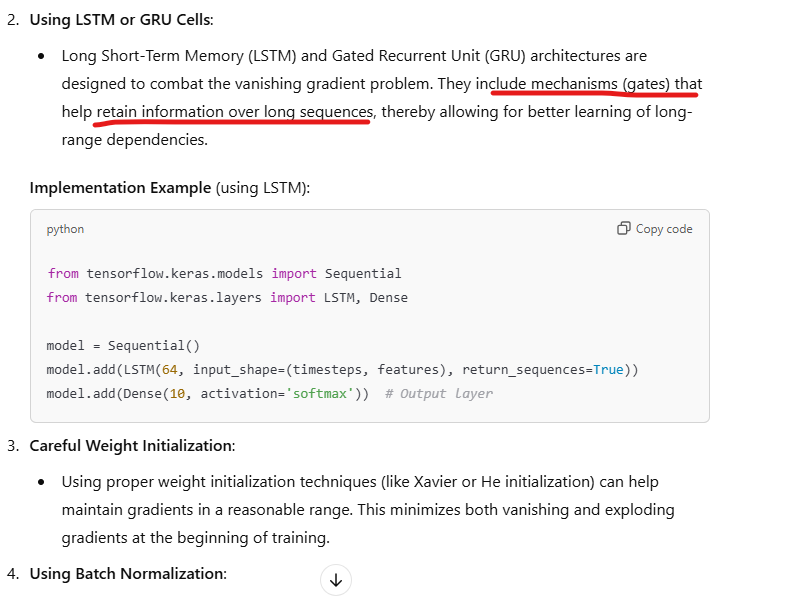 2. Using LSTM or GRU Cells:
• Long Short-Term Memory (LSTM) and Gated Recurrent Unit (GRU) architectures are
designed to combat the vanishing gradient problem. They include mechanisms (gates) that
help retain information over long sequences, thereby allowing for better learning of long-
range dependencies.
Implementation Example (using LSTM):
python Copy code
from tensorflow.keras.models import Sequential
from tensorflow.keras.layers import LSTM, Dense
model = Sequential()
model.add(LSTM(64, input_shape=(timesteps, features), return_sequences=True))
model.add(Dense(10, activation='softmax')) # Output layer
3. Careful Weight Initialization:
• Using proper weight initialization techniques (like Xavier or He initialization) can help
maintain gradients in a reasonable range. This minimizes both vanishing and exploding
gradients at the beginning of training.
4. Using Batch Normalization: